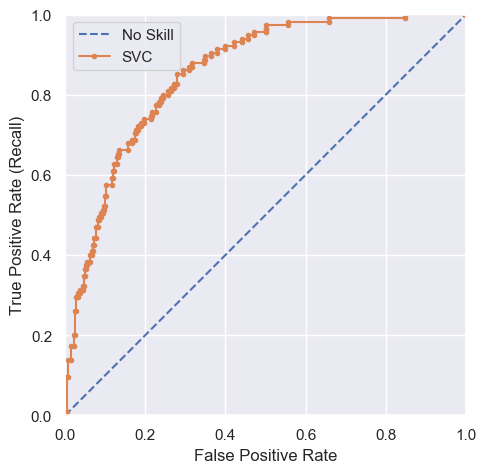 No Skill
SVC
True Positive Rate (Recall)
1.0
0.8
0.6
0.4
0.2
0.0
0.0 0.2 0.4 0.6 0.8 1.0
False Positive Rate